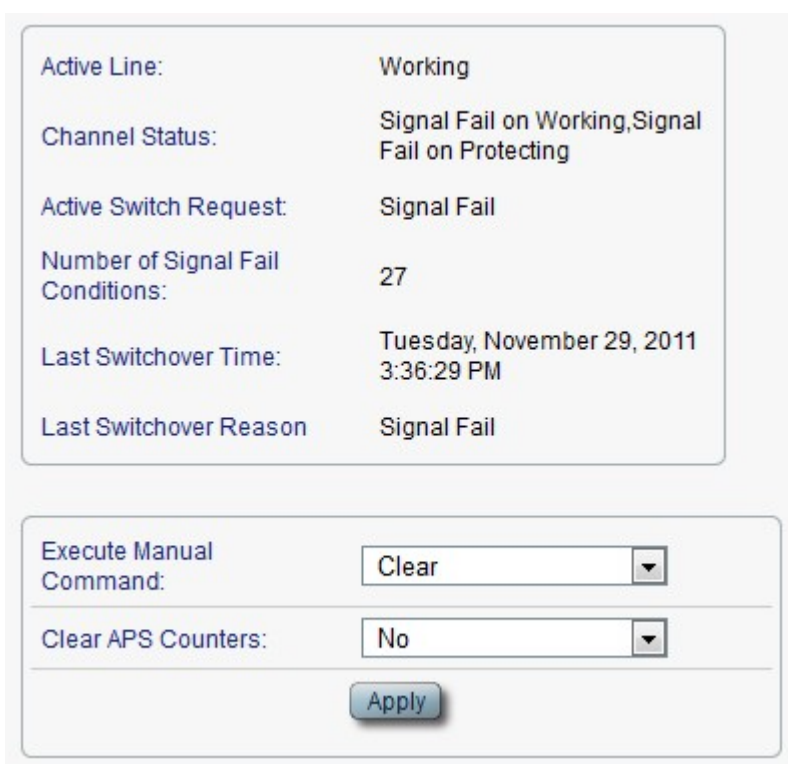 Active Line: Working
Channel Status: Signal Fail on Working,Signal
Fail on Protecting
Active Switch Request: Signal Fail
Number of Signal Fail
Conditions: 27
Last Switchover Time: Tuesday, November 29, 2011
3:36:29 PM
Last Switchover Reason Signal Fail
Execute Manual
Command: Clear
Clear APS Counters: No
Apply